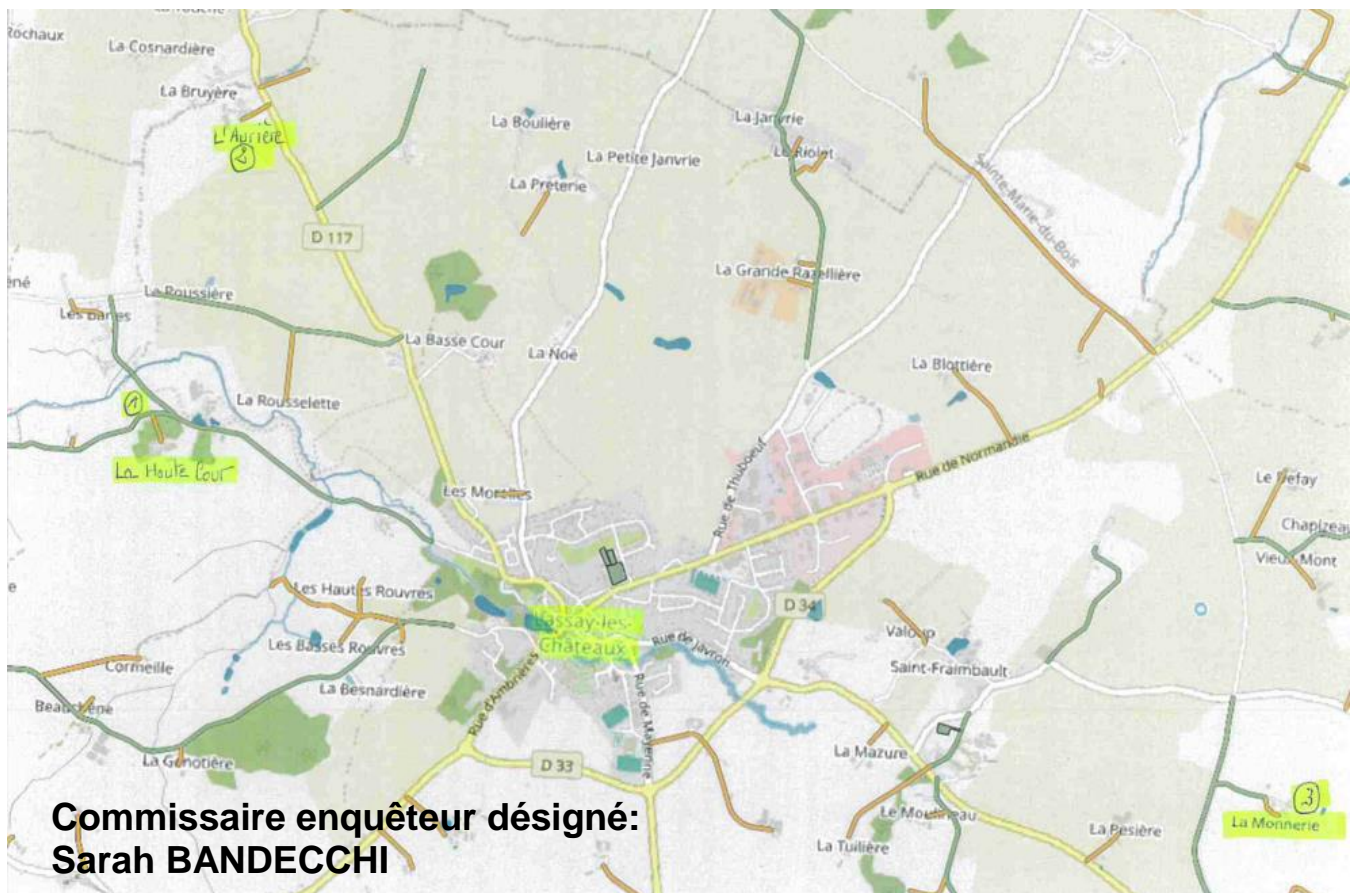 Rochaux
La Cosnardière
La Bruyère
L'Aurière
2
La Boulière
La Petite Janvrie
La Janvrie
Le Riolet
La Préterie
D 117
Sainte-Marie-du-Bois
La Grande Razellière
La Roussière
Les Bartes
La Basse Cour
La Noë
La Blottière
1
La Rousselette
La Haute Cour
Les Morelles
Rue de Thuboeuf
Rue de Normandie
Le Défay
Chapizeau
Vieux Mont
Les Hautes Rouvres
D 34
Lassay-les-
Châteaux
Valoup
Rue de Javron
Saint-Fraimbault
Les Basses Rouvres
Cormeille
La Besnardière
Rue d'Ambrières
Rue de Mayenne
Beauchêne
La Genotière
D 33
La Mazure
Le Moulineau
La Tuilière
La Pesière
3
La Monnerie
Commissaire enquêteur désigné:
Sarah BANDECCHI